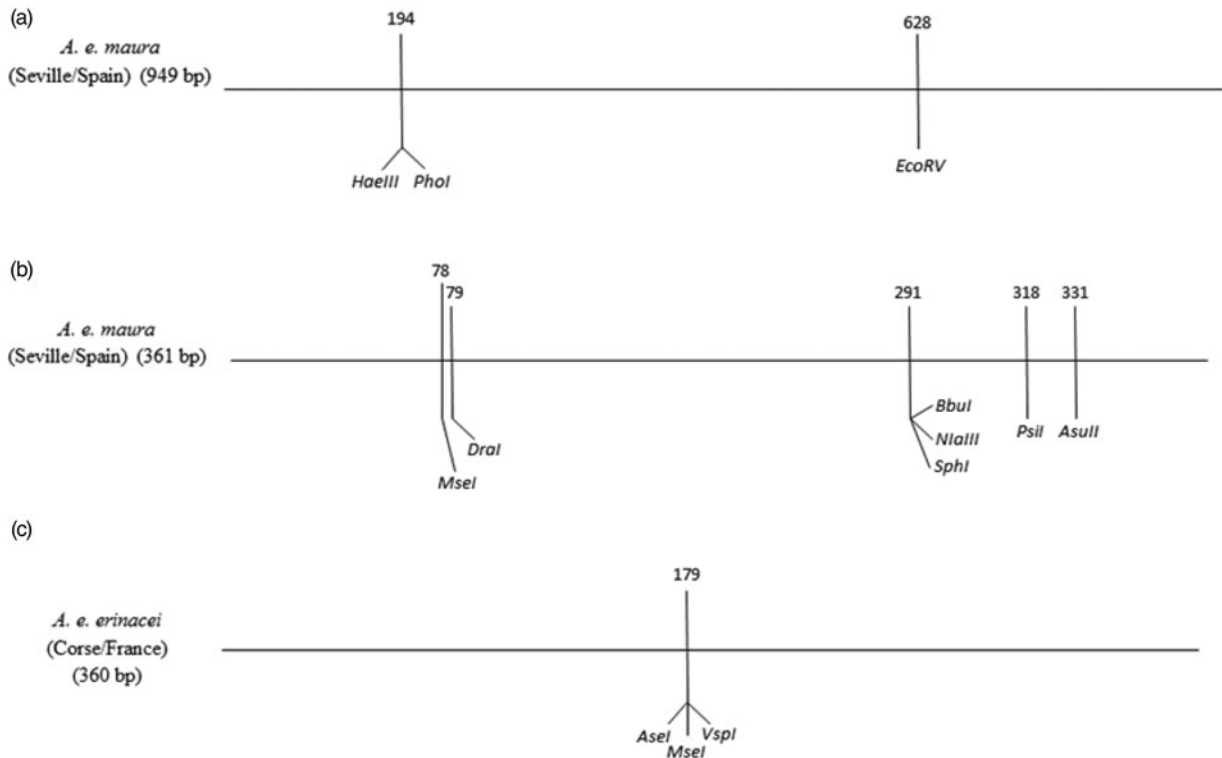 (a)
194
628
A. e. maura
(Seville/Spain) (949 bp)
HaeIII PhoI
EcoRV
(b)
78
79
291
318
331
A. e. maura
(Seville/Spain) (361 bp)
BbuI
NlaIII
SphI
PsiI
AsuII
DraI
MseI
(c)
179
A. e. erinacei
(Corse/France)
(360 bp)
AseI
MseI
VspI